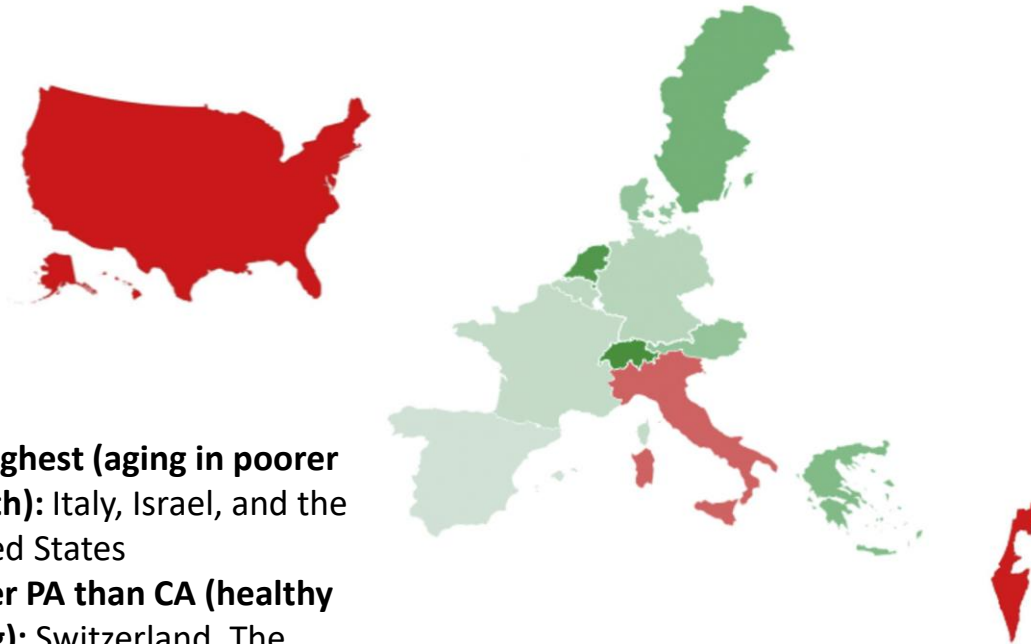 ghest (aging in poorer
th): Italy, Israel, and the
ed States
er PA than CA (healthy
g): Switzerland, The